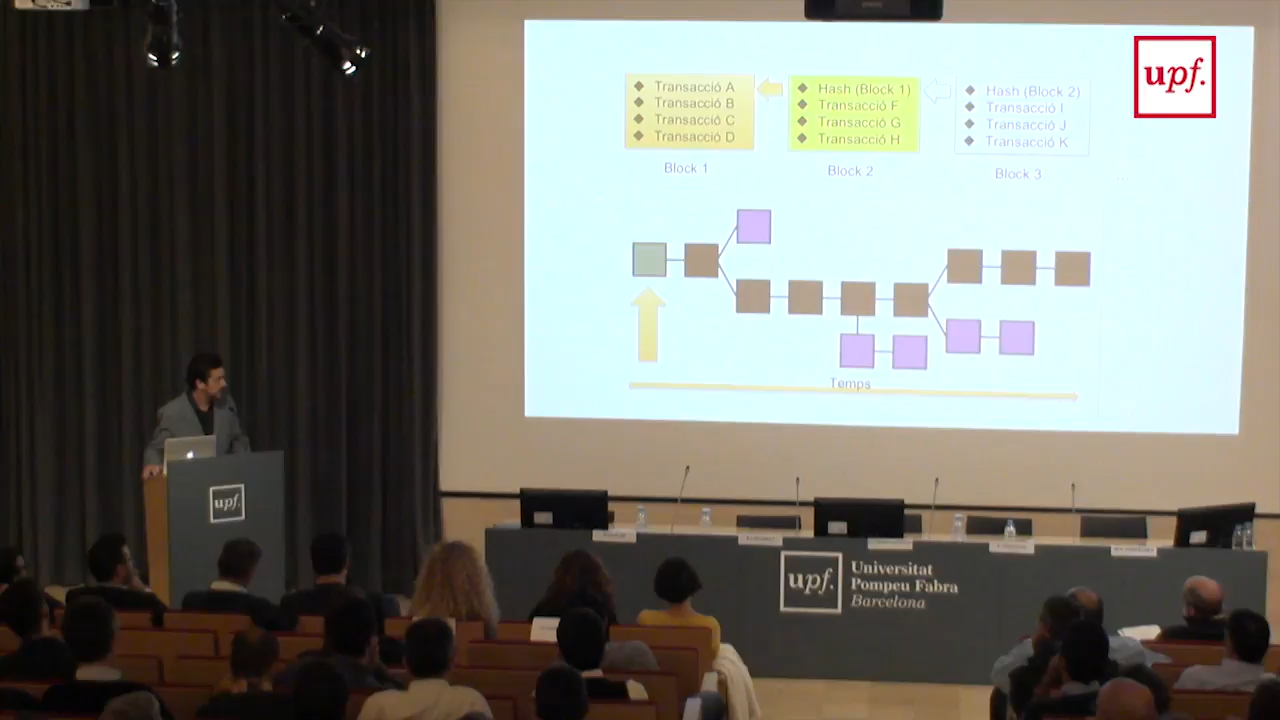 upf.
Transacció A
Transacció B
Transacció C
Transacció D
Block 1
Hash (Block 1)
Transacció F
Transacció G
Transacció H
Block 2
Hash (Block 2)
Transacció I
Transacció J
Transacció K
Block 3
...
Temps
upf.
upf.
Universitat
Pompeu Fabra
Barcelona